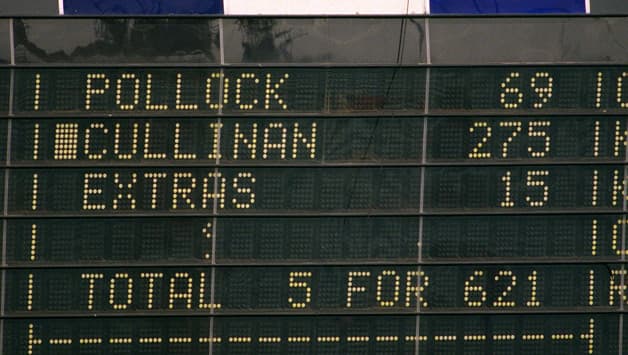 POLLOCK 69
CULLINAN 275
EXTRAS 15
TOTAL 5 FOR 621